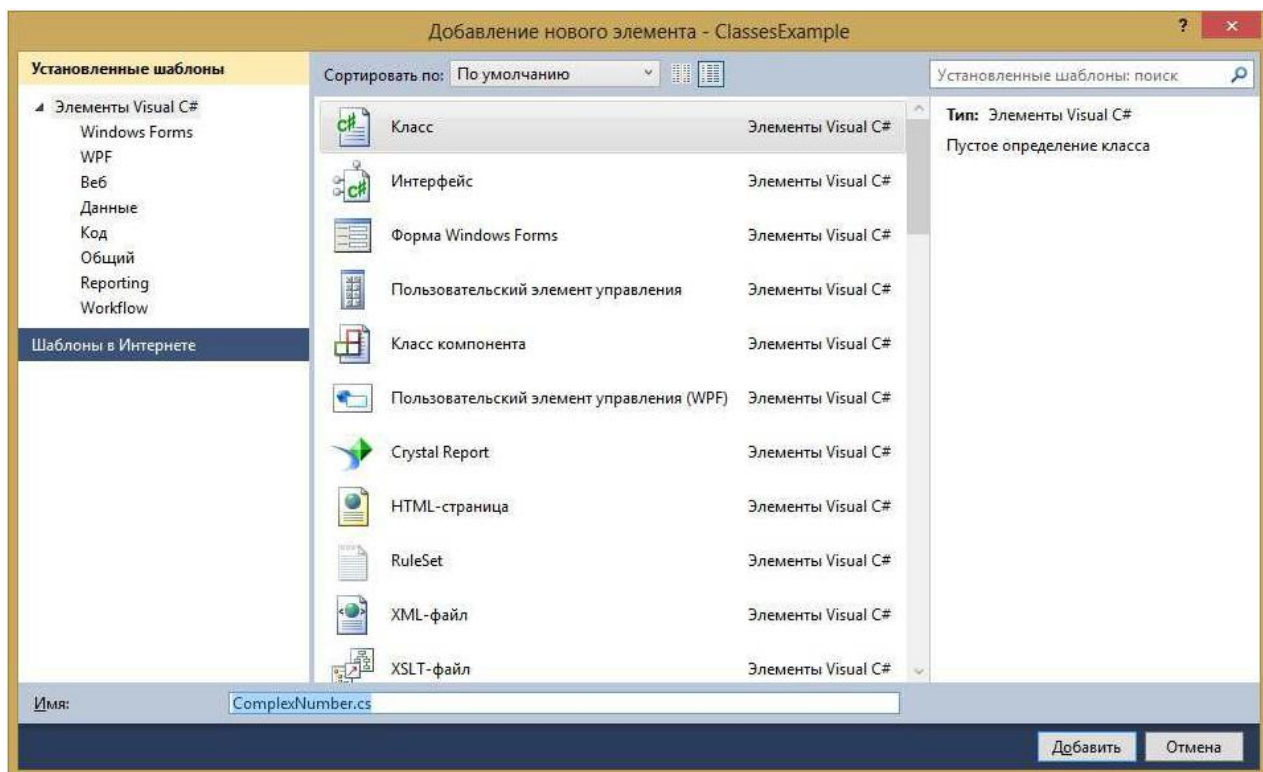 Добавление нового элемента - ClassesExample
?
Установленные шаблоны
Элементы Visual C#
Windows Forms
WPF
Веб
Данные
Код
Общий
Reporting
Workflow
Шаблоны в Интернете
Сортировать по: По умолчанию
Класс Элементы Visual C#
Интерфейс Элементы Visual C#
Форма Windows Forms Элементы Visual C#
Пользовательский элемент управления Элементы Visual C#
Класс компонента Элементы Visual C#
Пользовательский элемент управления (WPF) Элементы Visual C#
Crystal Report Элементы Visual C#
HTML-страница Элементы Visual C#
RuleSet Элементы Visual C#
XML-файл Элементы Visual C#
XSLT-файл Элементы Visual C#
Установленные шаблоны: поиск
Тип: Элементы Visual C#
Пустое определение класса
Имя: ComplexNumber.cs
Добавить Отмена